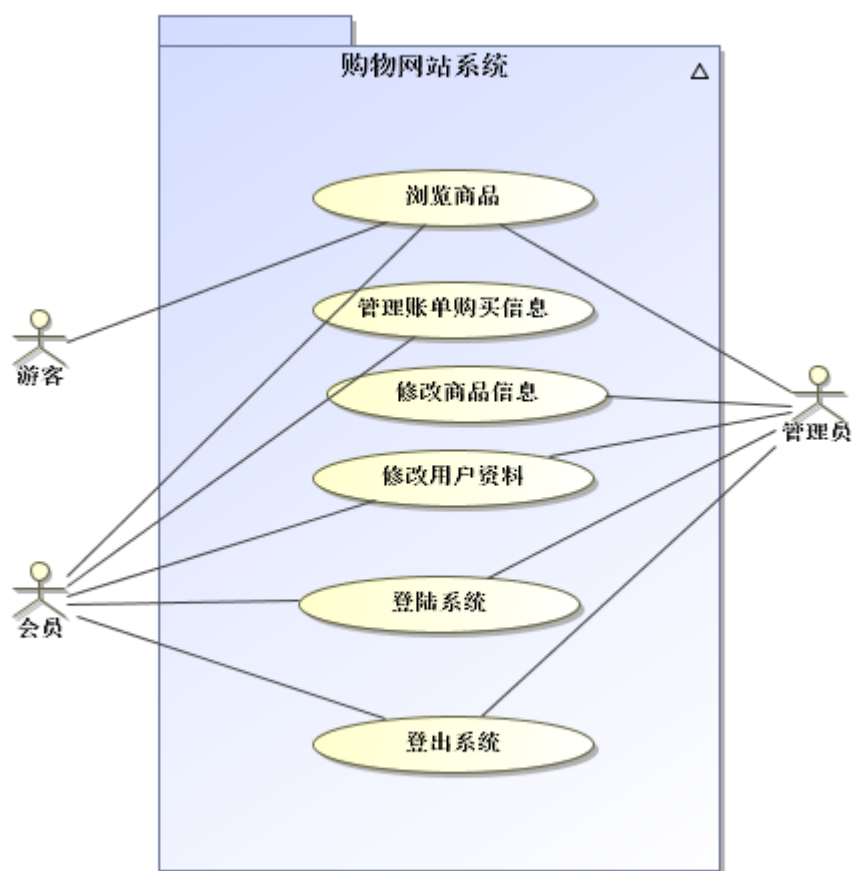 购物网站系统
浏览商品
管理账单购买信息
游客
修改商品信息
管理员
修改用户资料
登陆系统
会员
登出系统